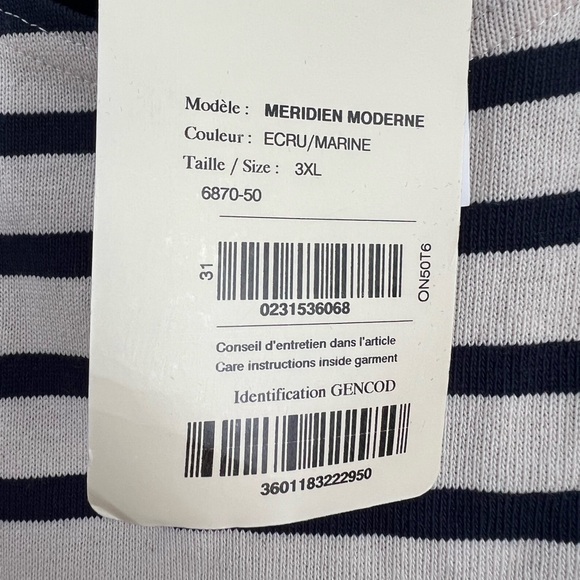 Modèle : MERIDIEN MODERNE
Couleur : ECRU/MARINE
Taille / Size : 3XL
6870-50
31
0231536068
ON50T6
Conseil d'entretien dans l'article
Care instructions inside garment
Identification GENCOD
3601183222950